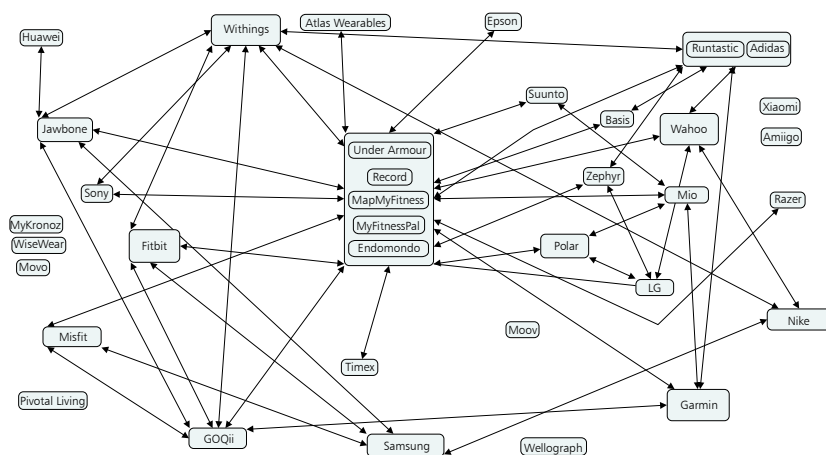 Huawei
Withings
Atlas Wearables
Epson
Runtastic
Adidas
Suunto
Basis
Xiaomi
Jawbone
Wahoo
Amiigo
Under Armour
Record
Zephyr
Sony
MapMyFitness
Mio
Razer
MyKronoz
MyFitnessPal
WiseWear
Fitbit
Endomondo
Polar
Movo
LG
Misfit
Moov
Nike
Timex
Pivotal Living
Garmin
GOQii
Samsung
Wellograph